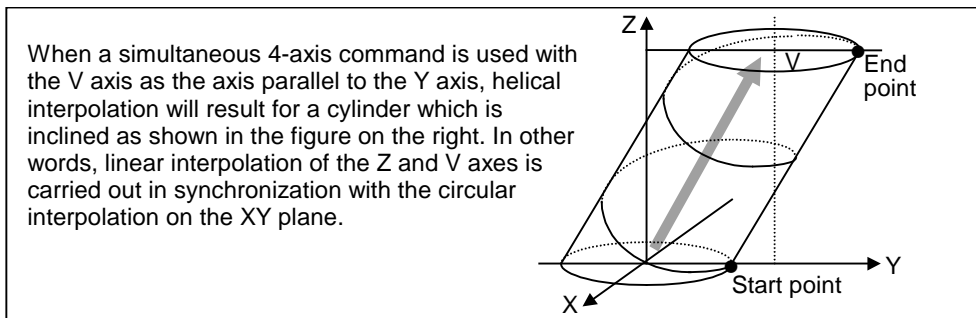 When a simultaneous 4-axis command is used with
the V axis as the axis parallel to the Y axis, helical
interpolation will result for a cylinder which is
inclined as shown in the figure on the right. In other
words, linear interpolation of the Z and V axes is
carried out in synchronization with the circular
interpolation on the XY plane.
Z
V
End
point
Y
Start point
X